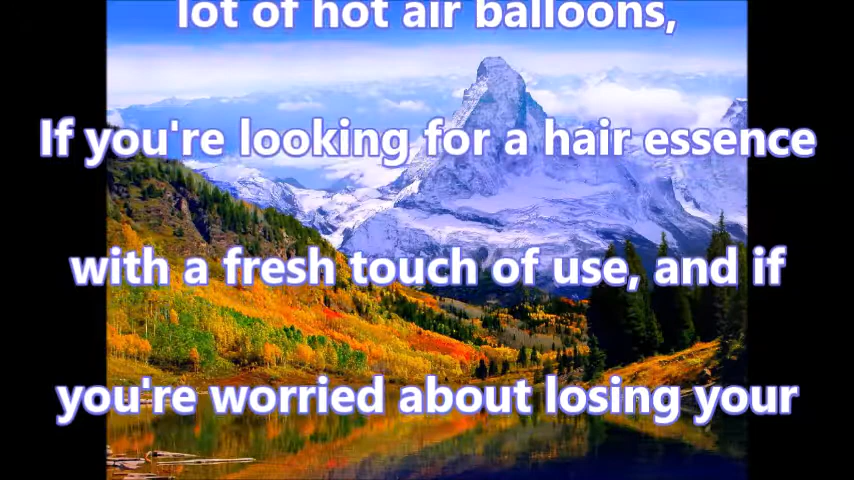 lot of hot air balloons,
If you're looking for a hair essence
with a fresh touch of use, and if
you're worried about losing your